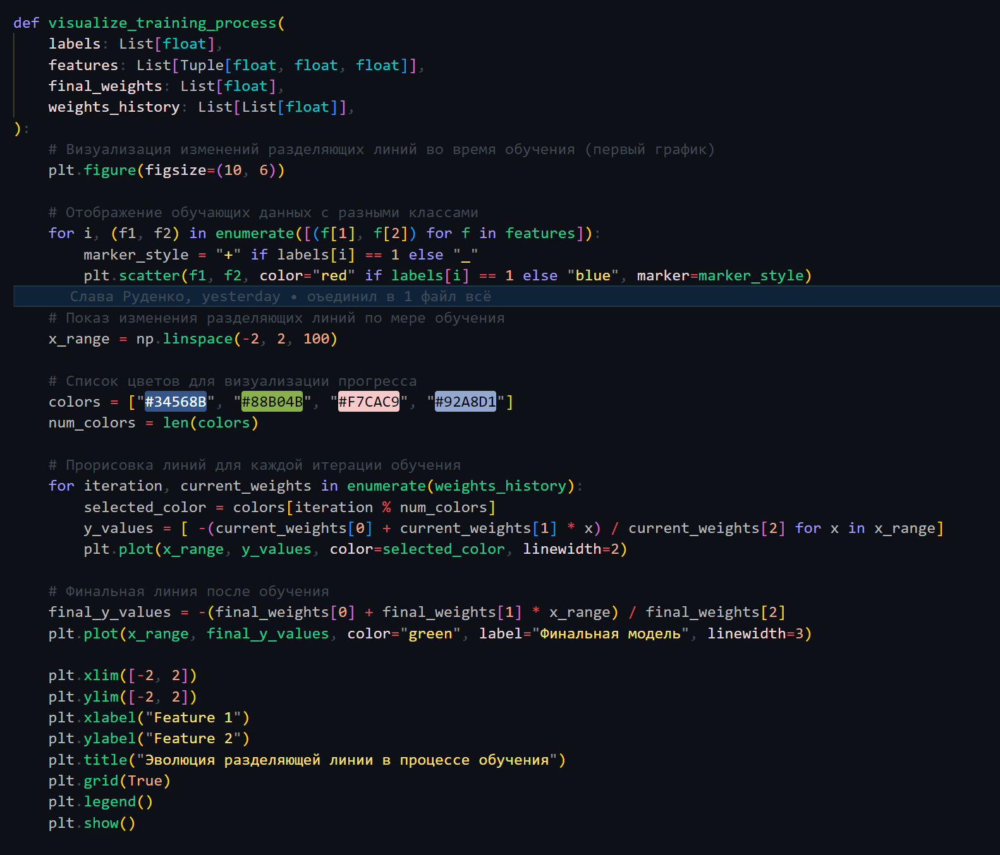 def visualize_training_process(
    labels: List[float],
    features: List[Tuple[float, float, float]],
    final_weights: List[float],
    weights_history: List[List[float]],
):
    # Визуализация изменений разделяющих линий во время обучения (первый график)
    plt.figure(figsize=(10, 6))
    # Отображение обучающих данных с разными классами
    for i, (f1, f2) in enumerate([(f[1], f[2]) for f in features]):
        marker_style = "+" if labels[i] == 1 else "_"
        plt.scatter(f1, f2, color="red" if labels[i] == 1 else "blue", marker=marker_style)
Слава Руденко, yesterday • оъединил в 1 файл всё
    # Показ изменения разделяющих линий по мере обучения
    x_range = np.linspace(-2, 2, 100)
    # Список цветов для визуализации прогресса
    colors = ["#34568B", "#88B04B", "#F7CAC9", "#92A8D1"]
    num_colors = len(colors)
    # Прорисовка линий для каждой итерации обучения
    for iteration, current_weights in enumerate(weights_history):
        selected_color = colors[iteration % num_colors]
        y_values = [ -(current_weights[0] + current_weights[1] * x) / current_weights[2] for x in x_range]
        plt.plot(x_range, y_values, color=selected_color, linewidth=2)
    # Финальная линия после обучения
    final_y_values = -(final_weights[0] + final_weights[1] * x_range) / final_weights[2]
    plt.plot(x_range, final_y_values, color="green", label="Финальная модель", linewidth=3)
    plt.xlim([-2, 2])
    plt.ylim([-2, 2])
    plt.xlabel("Feature 1")
    plt.ylabel("Feature 2")
    plt.title("Эволюция разделяющей линии в процессе обучения")
    plt.grid(True)
    plt.legend()
    plt.show()